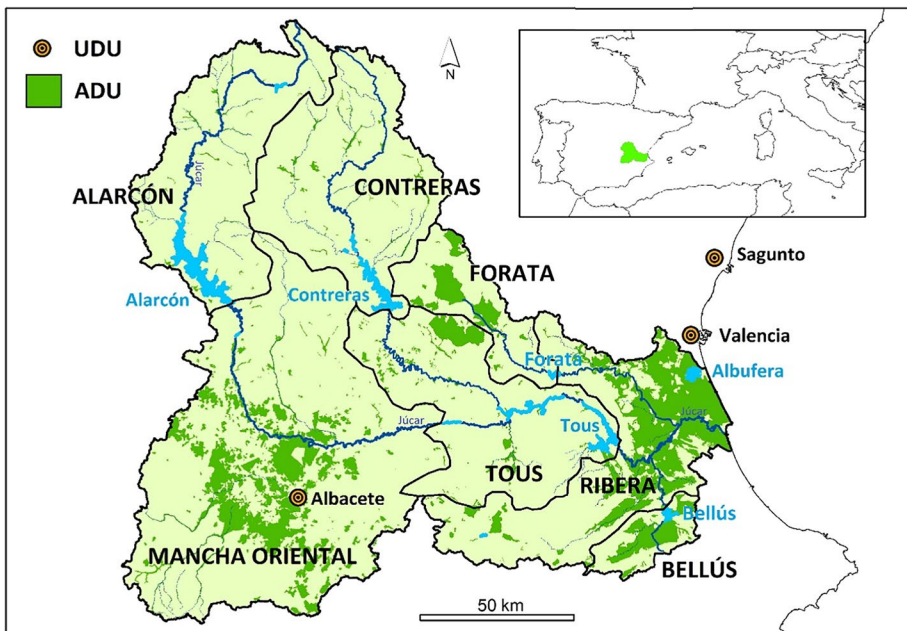 UDU
ADU
N
Júcar
ALARCÓN
CONTRERAS
FORATA
Sagunto
Alarcón
Contreras
Valencia
Forata
Albufera
Júcar
Júcar
Tous
TOUS
RIBERA
Albacete
Bellús
MANCHA ORIENTAL
BELLÚS
50 km